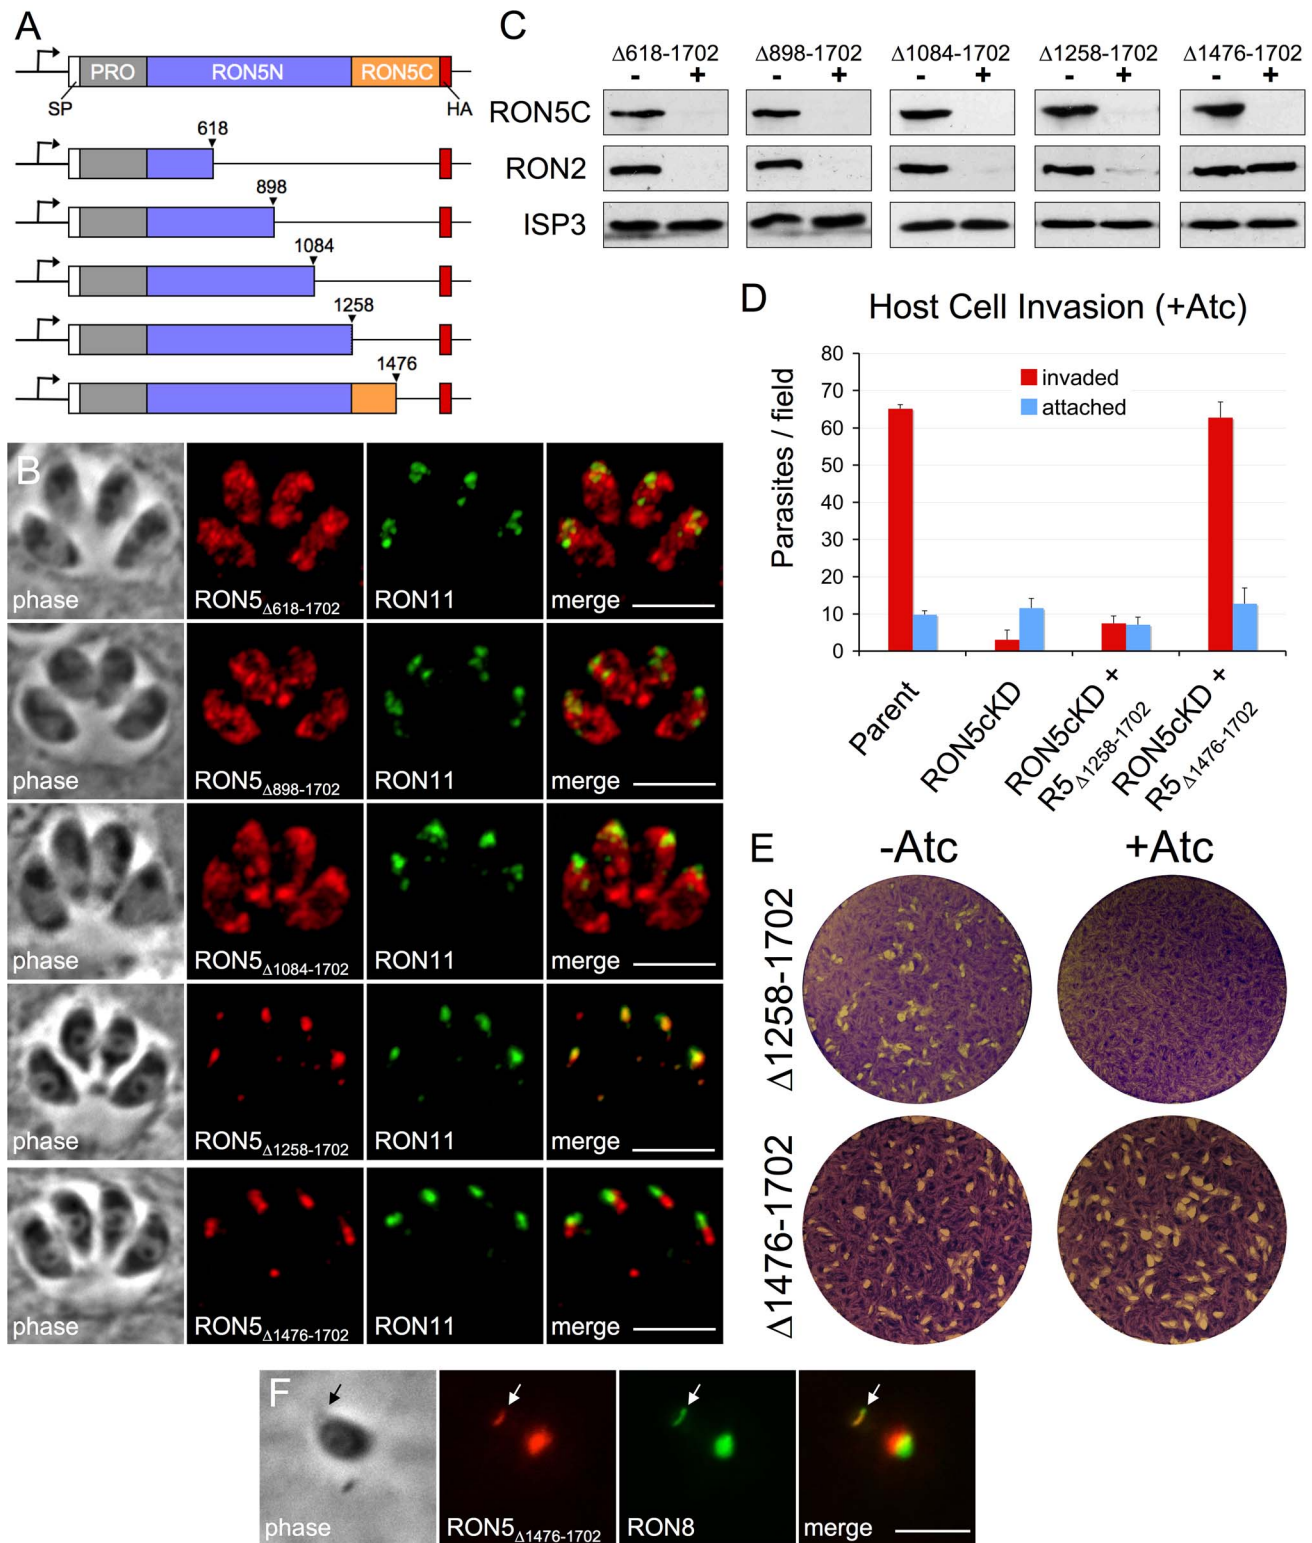 A
PRO RON5N RON5C
SP HA
618
898
1084
1258
1476
B
phase RON5Δ618-1702 RON11 merge
phase RON5Δ898-1702 RON11 merge
phase RON5Δ1084-1702 RON11 merge
phase RON5Δ1258-1702 RON11 merge
phase RON5Δ1476-1702 RON11 merge
C
Δ618-1702 Δ898-1702 Δ1084-1702 Δ1258-1702 Δ1476-1702
- + - + - + - + - +
RON5C
RON2
ISP3
D
Host Cell Invasion (+Atc)
Parasites / field
80
70
60
50
40
30
20
10
0
invaded
attached
Parent
RON5cKD
RON5cKD +
R5Δ1258-1702
RON5cKD +
R5Δ1476-1702
E
-Atc +Atc
Δ1258-1702
Δ1476-1702
F
phase RON5Δ1476-1702 RON8 merge